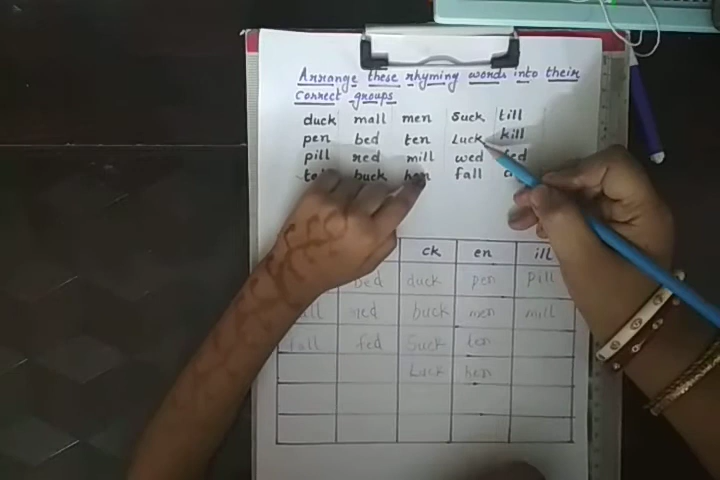 Arrange these rhyming words into their
correct groups
duck mall men Suck till
pen bed ten Luck kill
pill red mill wed fed
buck hen fall
ck en ill
bed duck pen pill
red buck men mill
fed Suck ten
Luck hen